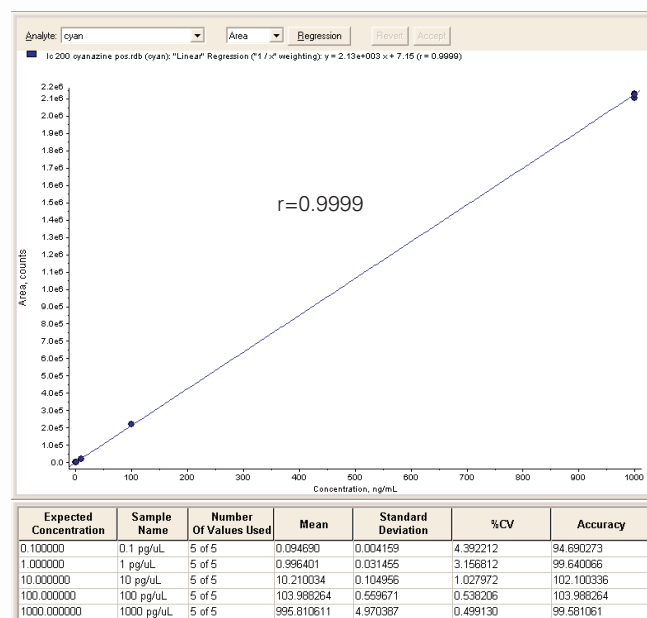 Analyte: cyan Area Regression Revert Accept
lc 200 cyanazine pos.rdb (cyan): "Linear" Regression ("1 / x" weighting): y = 2.13e+003 x + 7.15 (r = 0.9999)
2.2e6
2.1e6
2.0e6
1.9e6
1.8e6
1.7e6
1.6e6
1.5e6
r=0.9999
1.4e6
1.3e6
1.2e6
1.1e6
1.0e6
9.0e5
8.0e5
7.0e5
6.0e5
5.0e5
4.0e5
3.0e5
2.0e5
1.0e5
0.0
Area, counts
0 100 200 300 400 500 600 700 800 900 1000
Concentration, ng/mL
Expected Concentration Sample Name Number Of Values Used Mean Standard Deviation %CV Accuracy
0.100000 0.1 pg/uL 5 of 5 0.094690 0.004159 4.392212 94.690273
1.000000 1 pg/uL 5 of 5 0.996401 0.031455 3.156812 99.640066
10.000000 10 pg/uL 5 of 5 10.210034 0.104956 1.027972 102.100336
100.000000 100 pg/uL 5 of 5 103.988264 0.559671 0.538206 103.988264
1000.000000 1000 pg/uL 5 of 5 995.810611 4.970387 0.499130 99.581061